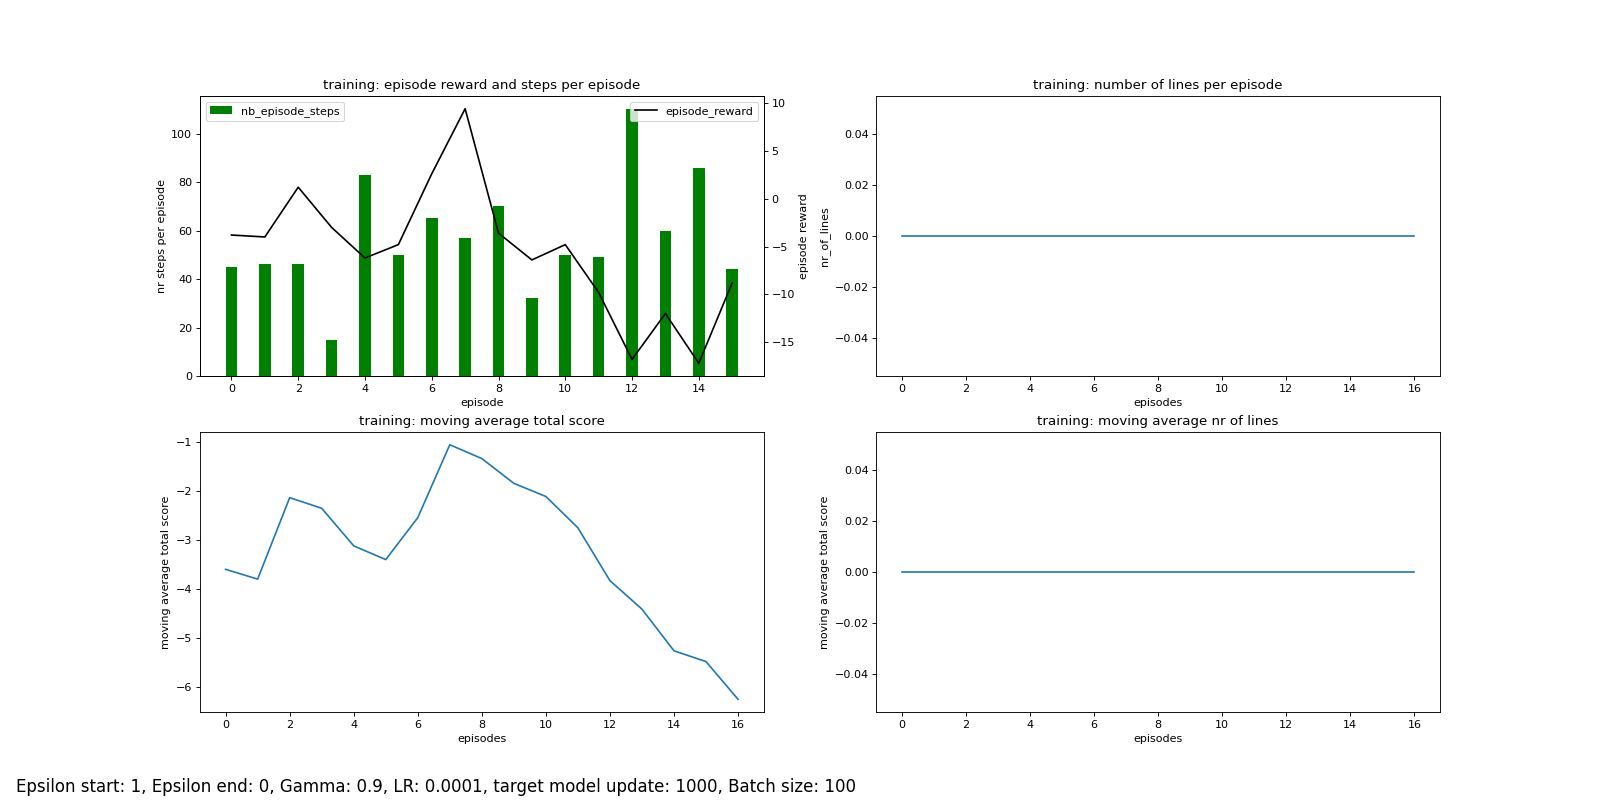 training: episode reward and steps per episode
nb_episode_steps
episode_reward
nr steps per episode
0
20
40
60
80
100
10
5
0
−5
−10
−15
episode reward
0 2 4 6 8 10 12 14
episode
training: number of lines per episode
nr_of_lines
0.04
0.02
0.00
−0.02
−0.04
0 2 4 6 8 10 12 14 16
episodes
training: moving average total score
moving average total score
−1
−2
−3
−4
−5
−6
0 2 4 6 8 10 12 14 16
episodes
training: moving average nr of lines
moving average total score
0.04
0.02
0.00
−0.02
−0.04
0 2 4 6 8 10 12 14 16
episodes
Epsilon start: 1, Epsilon end: 0, Gamma: 0.9, LR: 0.0001, target model update: 1000, Batch size: 100